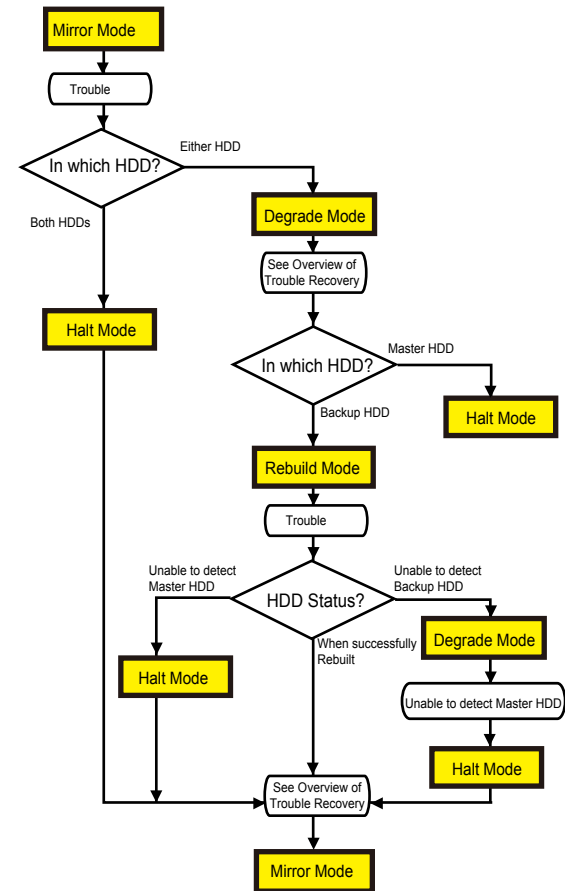 Mirror Mode
Trouble
In which HDD?
Either HDD
Both HDDs
Degrade Mode
See Overview of
Trouble Recovery
Halt Mode
In which HDD?
Master HDD
Halt Mode
Backup HDD
Rebuild Mode
Trouble
Unable to detect
Master HDD
Unable to detect
Backup HDD
HDD Status?
When successfully
Rebuilt
Degrade Mode
Halt Mode
Unable to detect Master HDD
Halt Mode
See Overview of
Trouble Recovery
Mirror Mode